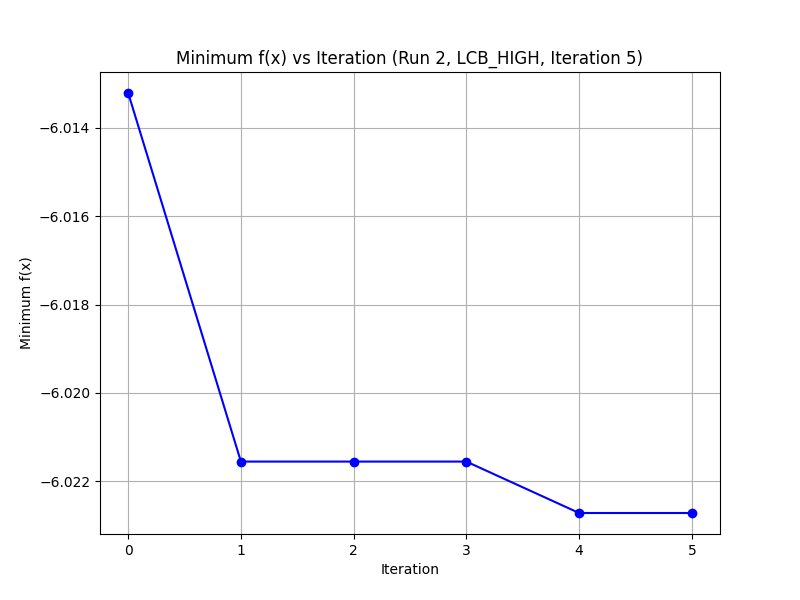 Minimum f(x) vs Iteration (Run 2, LCB_HIGH, Iteration 5)
Minimum f(x)
−6.014
−6.016
−6.018
−6.020
−6.022
0 1 2 3 4 5
Iteration